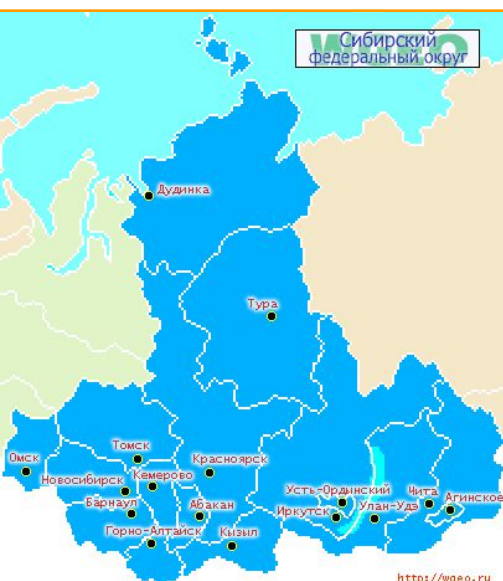 Сибирский
федеральный округ
Дудинка
Тура
Томск
Омск
Красноярск
Новосибирск
Кемерово
Усть-Ордынский
Чита
Агинское
Барнаул
Абакан
Иркутск
Улан-Удэ
Горно-Алтайск
Кызыл
http://wgeo.ru